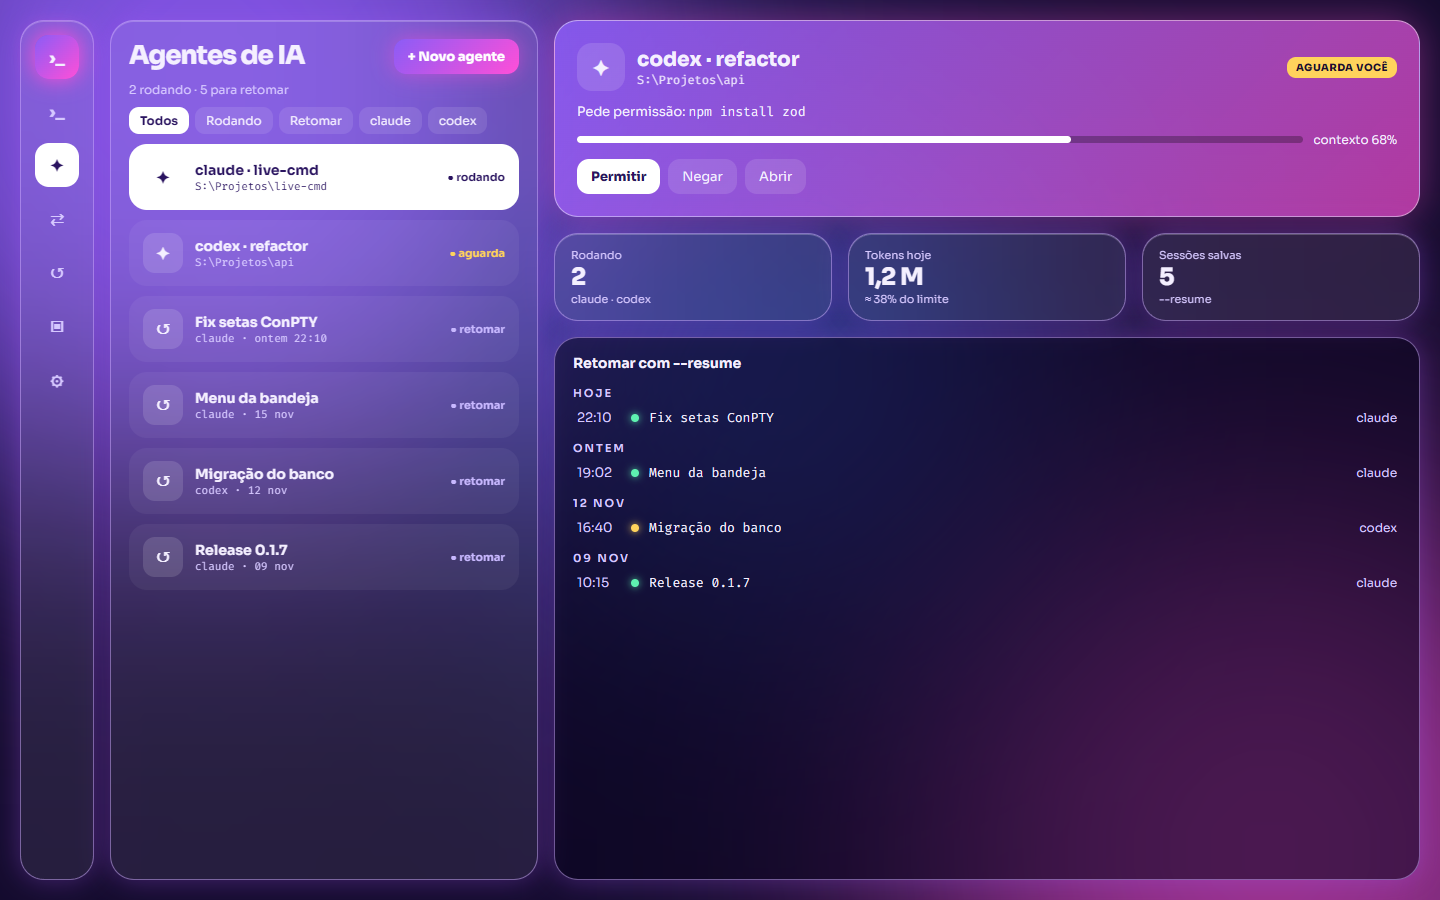 ›_
›_
Agentes de IA
+ Novo agente
2 rodando · 5 para retomar
Todos
Rodando
Retomar
claude
codex
claude · live-cmd
S:\Projetos\live-cmd
• rodando
codex · refactor
S:\Projetos\api
• aguarda
Fix setas ConPTY
claude · ontem 22:10
• retomar
Menu da bandeja
claude · 15 nov
• retomar
Migração do banco
codex · 12 nov
• retomar
Release 0.1.7
claude · 09 nov
• retomar
codex · refactor
S:\Projetos\api
AGUARDA VOCÊ
Pede permissão: npm install zod
contexto 68%
Permitir
Negar
Abrir
Rodando
2
claude · codex
Tokens hoje
1,2 M
≈ 38% do limite
Sessões salvas
5
--resume
Retomar com --resume
HOJE
22:10 Fix setas ConPTY claude
ONTEM
19:02 Menu da bandeja claude
12 NOV
16:40 Migração do banco codex
09 NOV
10:15 Release 0.1.7 claude